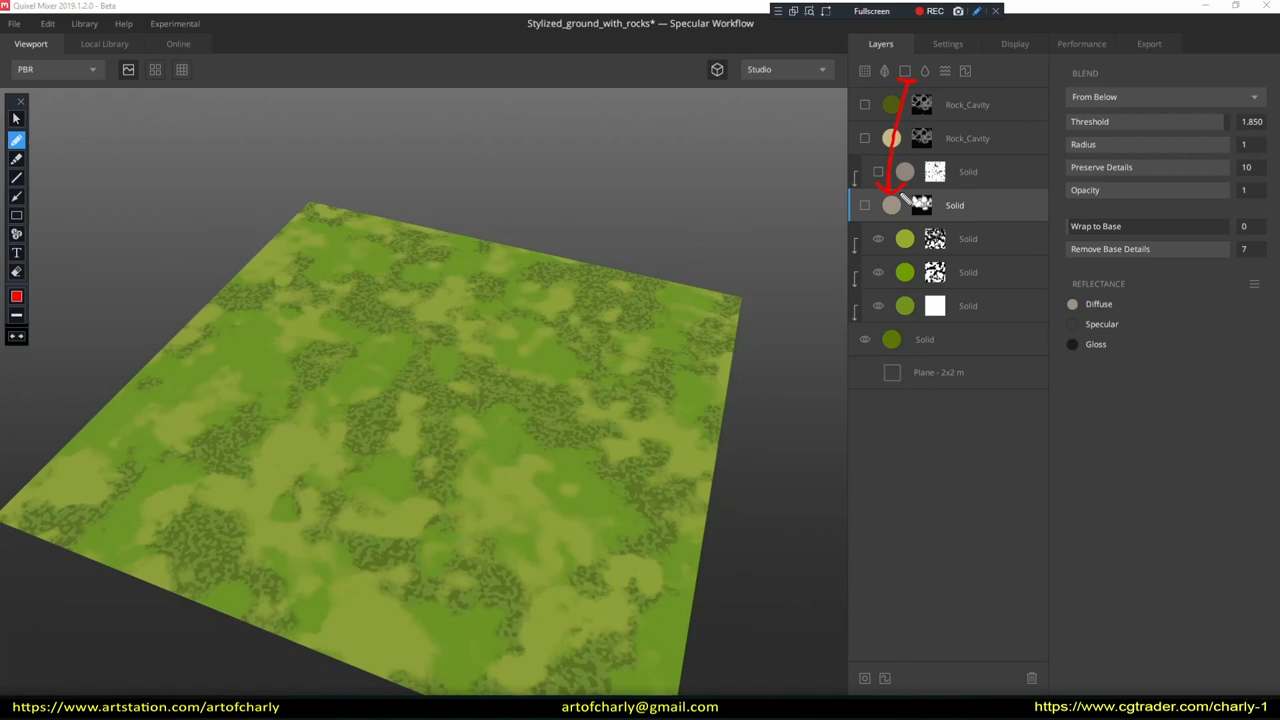 Quixel Mixer 2019.1.2.0 - Beta
Fullscreen REC
File Edit Library Help Experimental
Stylized_ground_with_rocks* — Specular Workflow
Viewport Local Library Online
Layers Settings Display Performance Export
PBR
Studio
BLEND
From Below
Threshold 1.850
Radius 1
Preserve Details 10
Opacity 1
Wrap to Base 0
Remove Base Details 7
REFLECTANCE
Diffuse
Specular
Gloss
Rock_Cavity
Rock_Cavity
Solid
Solid
Solid
Solid
Solid
Solid
Plane - 2x2 m
T
https://www.artstation.com/artofcharly artofcharly@gmail.com https://www.cgtrader.com/charly-1